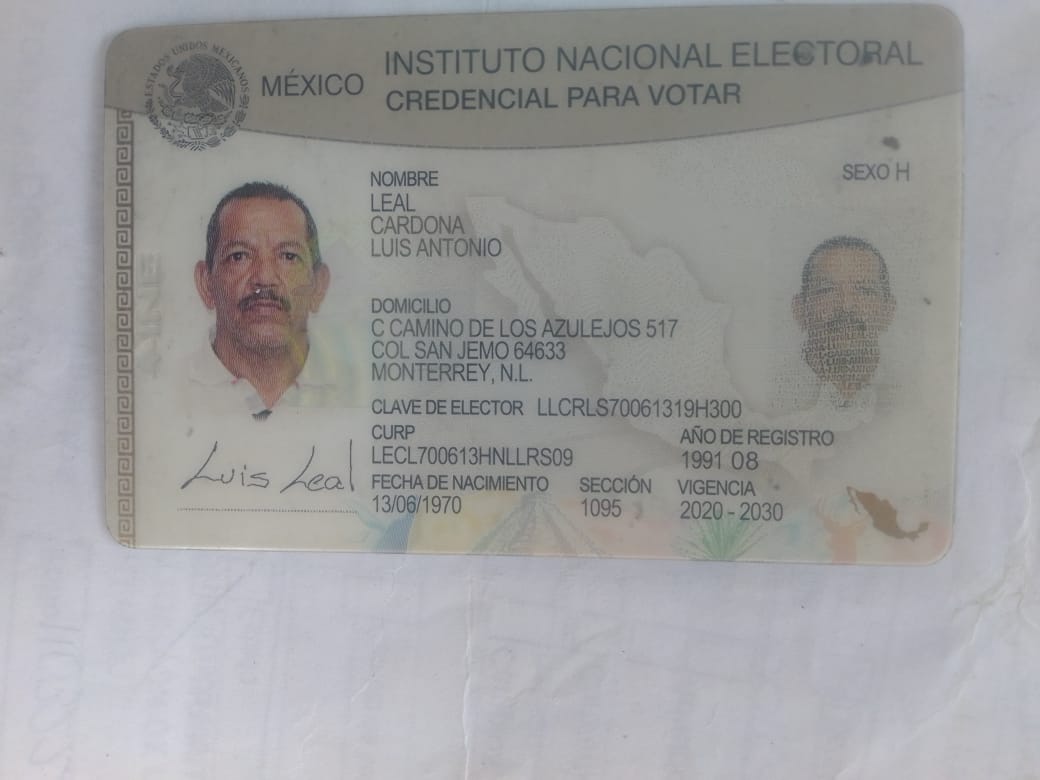 ESTADOS UNIDOS MEXICANOS
MÉXICO
INSTITUTO NACIONAL ELECTORAL
CREDENCIAL PARA VOTAR
SEXO H
NOMBRE
LEAL
CARDONA
LUIS ANTONIO
DOMICILIO
C CAMINO DE LOS AZULEJOS 517
COL SAN JEMO 64633
MONTERREY, N.L.
CLAVE DE ELECTOR LLCRLS70061319H300
CURP
LECL700613HNLLRS09
AÑO DE REGISTRO
1991 08
FECHA DE NACIMIENTO
13/06/1970
SECCIÓN
1095
VIGENCIA
2020 - 2030
Luis Leal